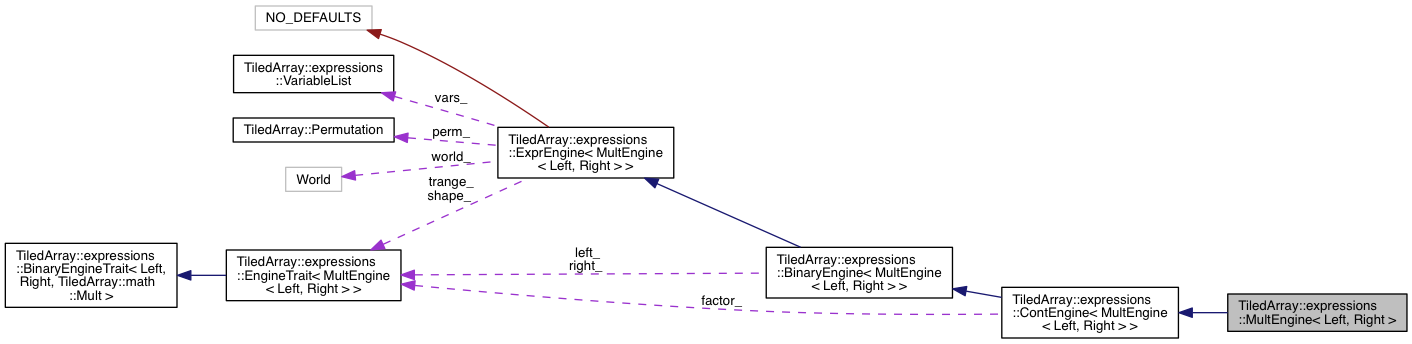 NO_DEFAULTS
TiledArray::expressions
::VariableList
vars_
TiledArray::Permutation
perm_
TiledArray::expressions
::ExprEngine< MultEngine
< Left, Right > >
world_
World
trange_
shape_
TiledArray::expressions
::BinaryEngineTrait< Left,
Right, TiledArray::math
::Mult >
TiledArray::expressions
::EngineTrait< MultEngine
< Left, Right > >
left_
right_
TiledArray::expressions
::BinaryEngine< MultEngine
< Left, Right > >
factor_
TiledArray::expressions
::ContEngine< MultEngine
< Left, Right > >
TiledArray::expressions
::MultEngine< Left, Right >